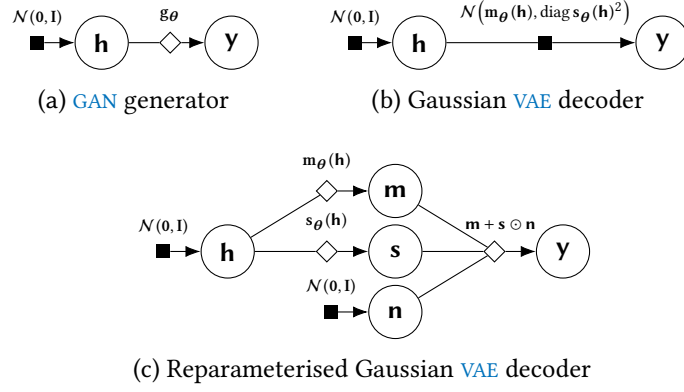 𝒩(0, I)
h
g_θ
y
(a) GAN generator
𝒩(0, I)
h
𝒩(m_θ(h), diag s_θ(h)²)
y
(b) Gaussian VAE decoder
𝒩(0, I)
h
m_θ(h)
m
s_θ(h)
s
𝒩(0, I)
n
m + s ⊙ n
y
(c) Reparameterised Gaussian VAE decoder